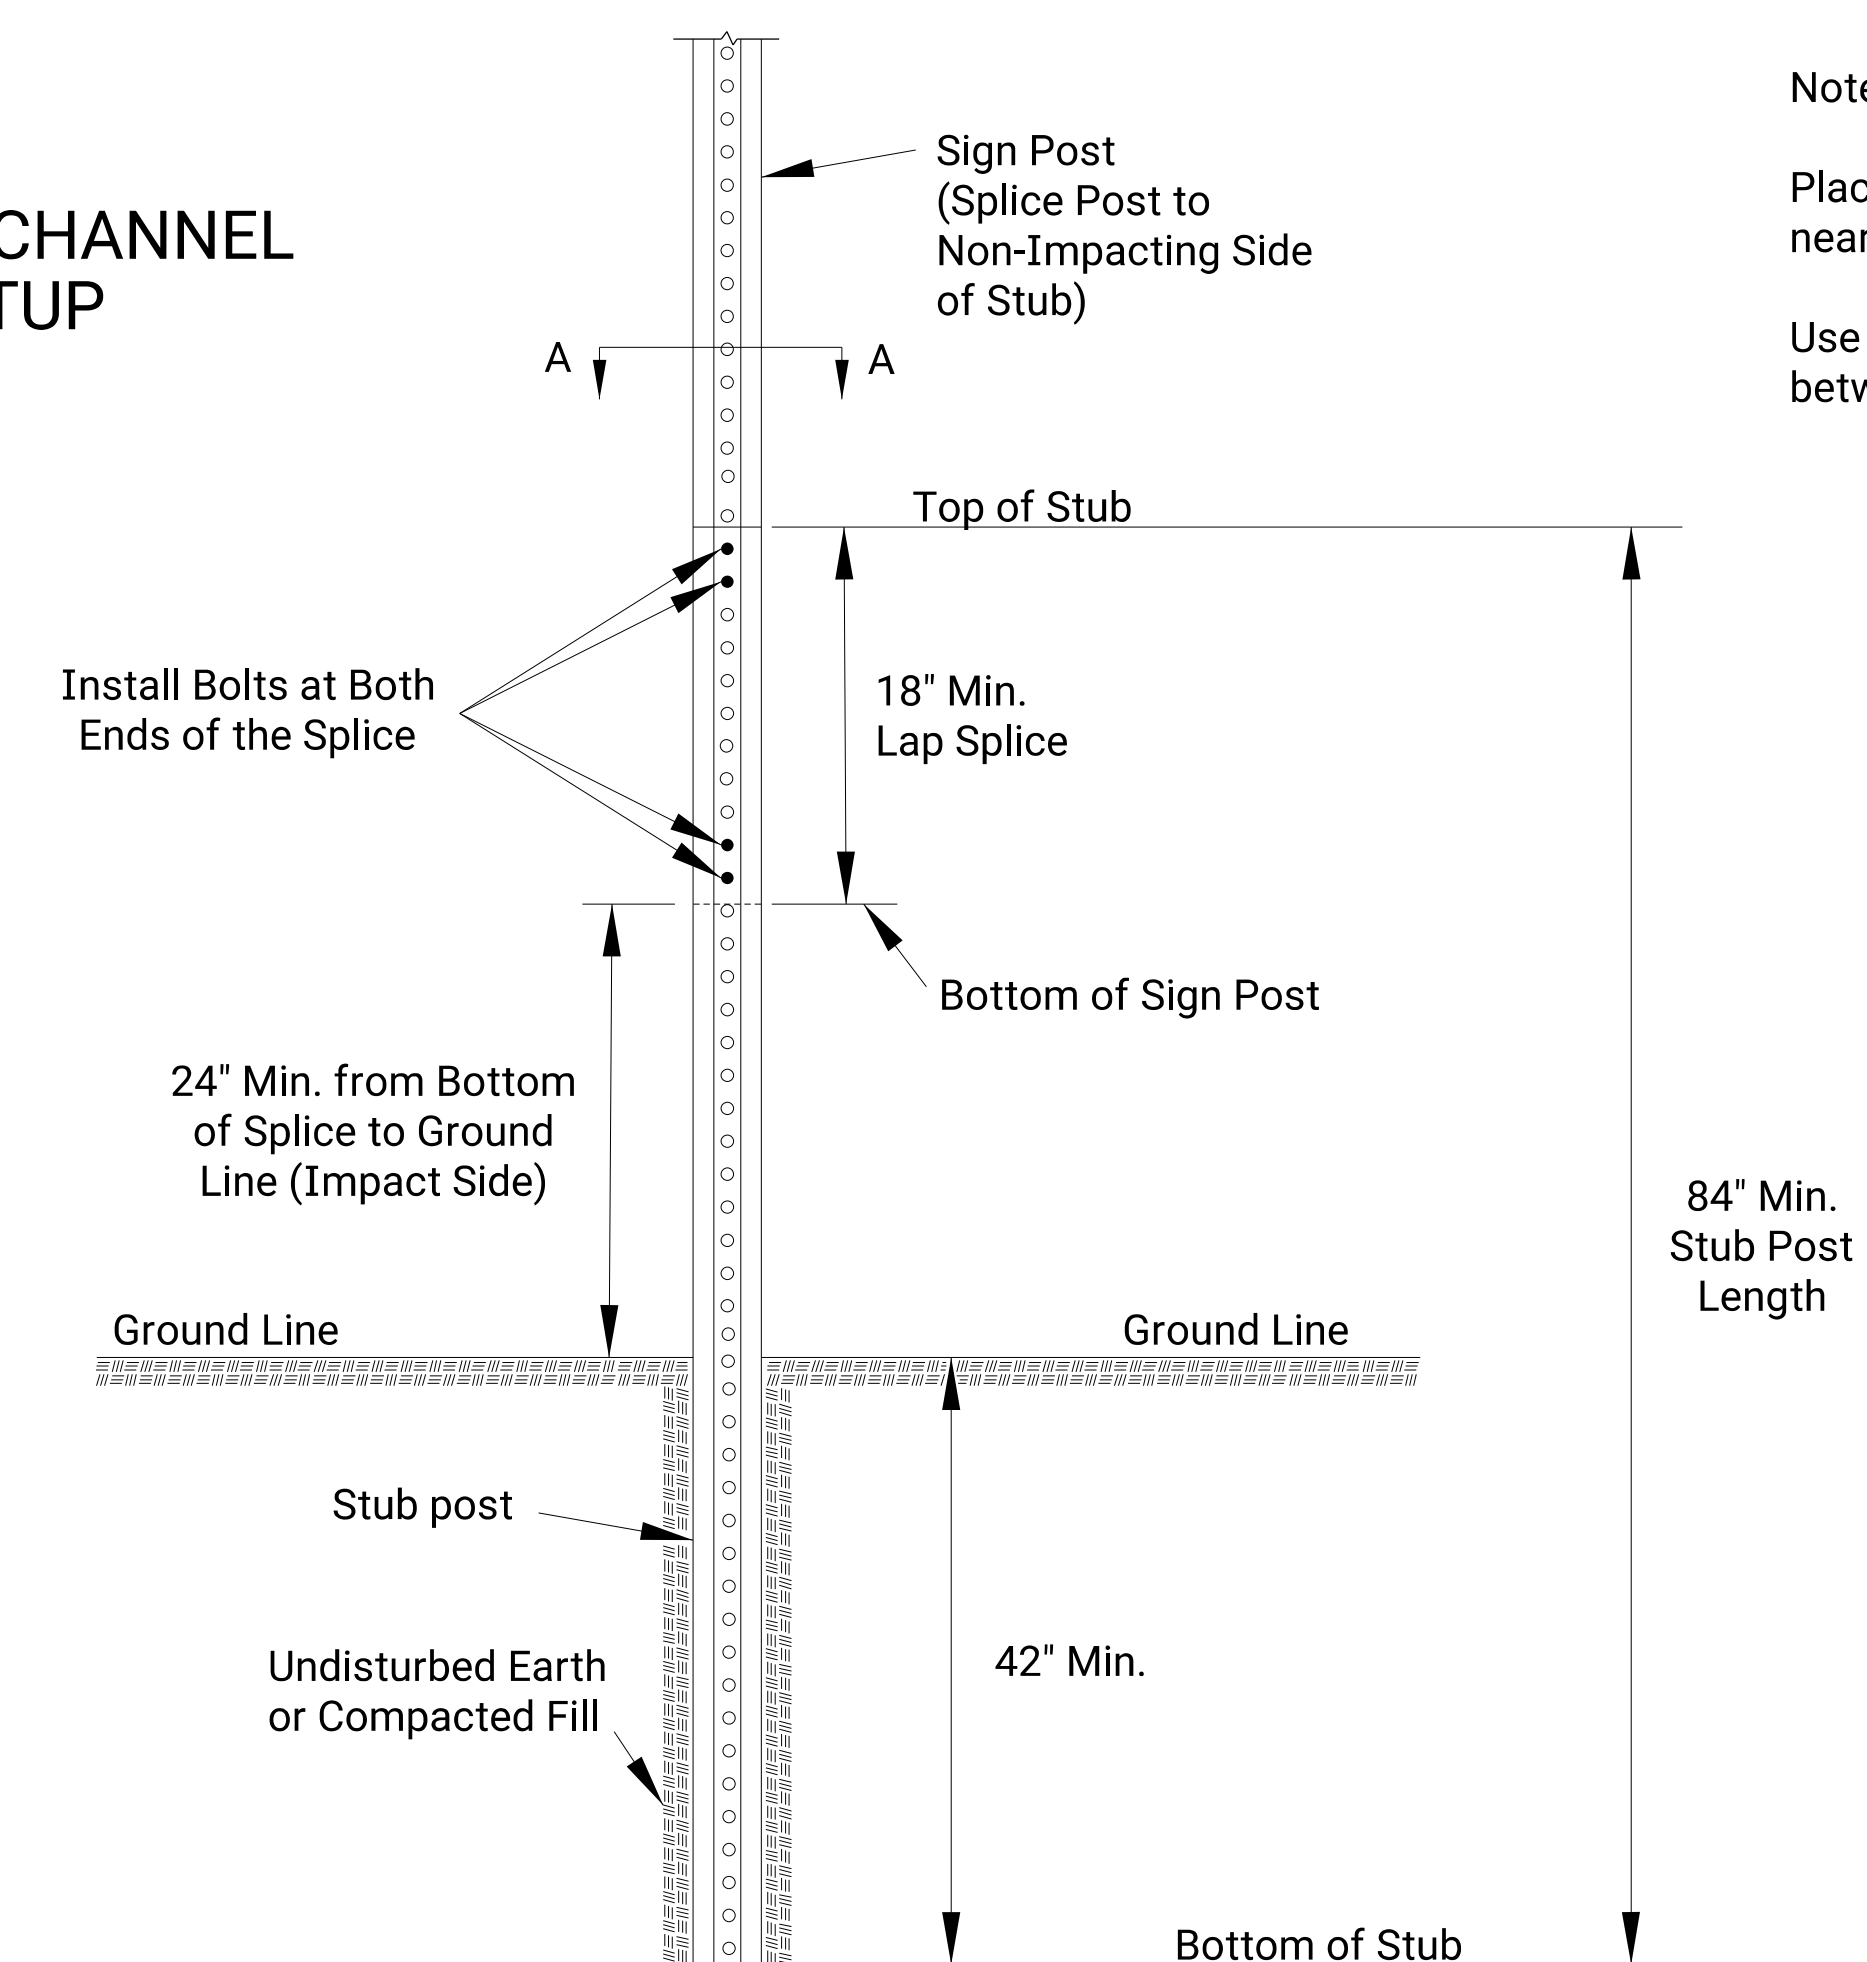 CHANNEL
TUP
Sign Post
(Splice Post to
Non-Impacting Side
of Stub)
A
A
Top of Stub
Install Bolts at Both
Ends of the Splice
18" Min.
Lap Splice
Bottom of Sign Post
24" Min. from Bottom
of Splice to Ground
Line (Impact Side)
Ground Line
Ground Line
84" Min.
Stub Post
Length
Stub post
Undisturbed Earth
or Compacted Fill
42" Min.
Bottom of Stub
Note
Plac
near
Use
betw